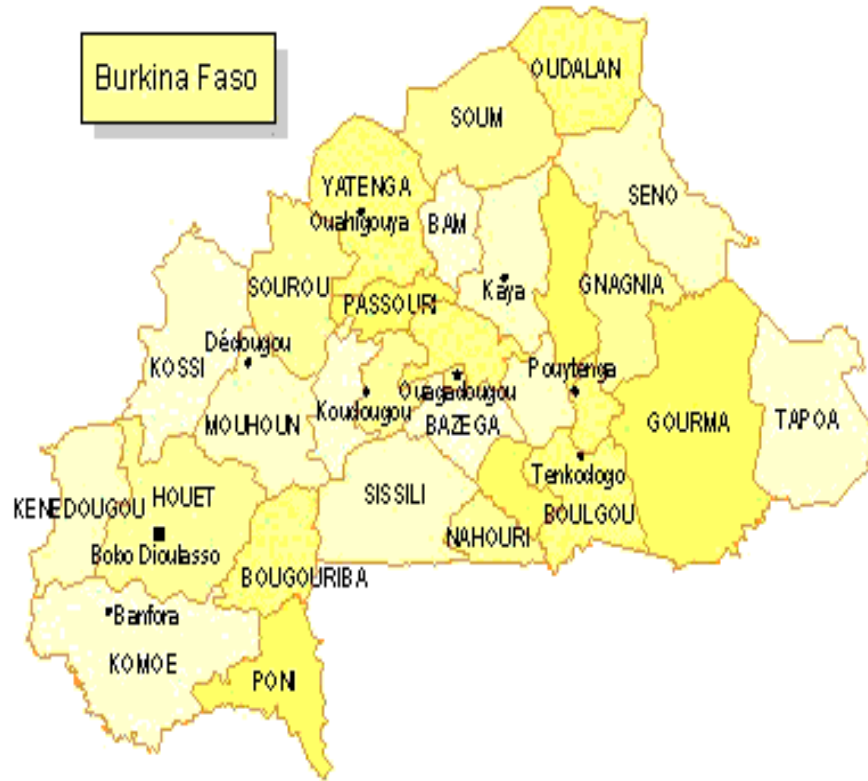 Burkina Faso
OUDALAN
SOUM
YATENGA
Ouahigouya
BAM
SENO
Kaya
GNAGNIA
SOUROU
PASSOURI
Dédougou
KOSSI
Koudougou
Ouagadougou
Pouytenga
MOUHOUN
BAZEGA
GOURMA
TAPOA
Tenkodogo
KENEDOUGOU
HOUET
SISSILI
BOULGOU
NAHOURI
Bobo Dioulasso
BOUGOURIBA
Banfora
KOMOE
PONI